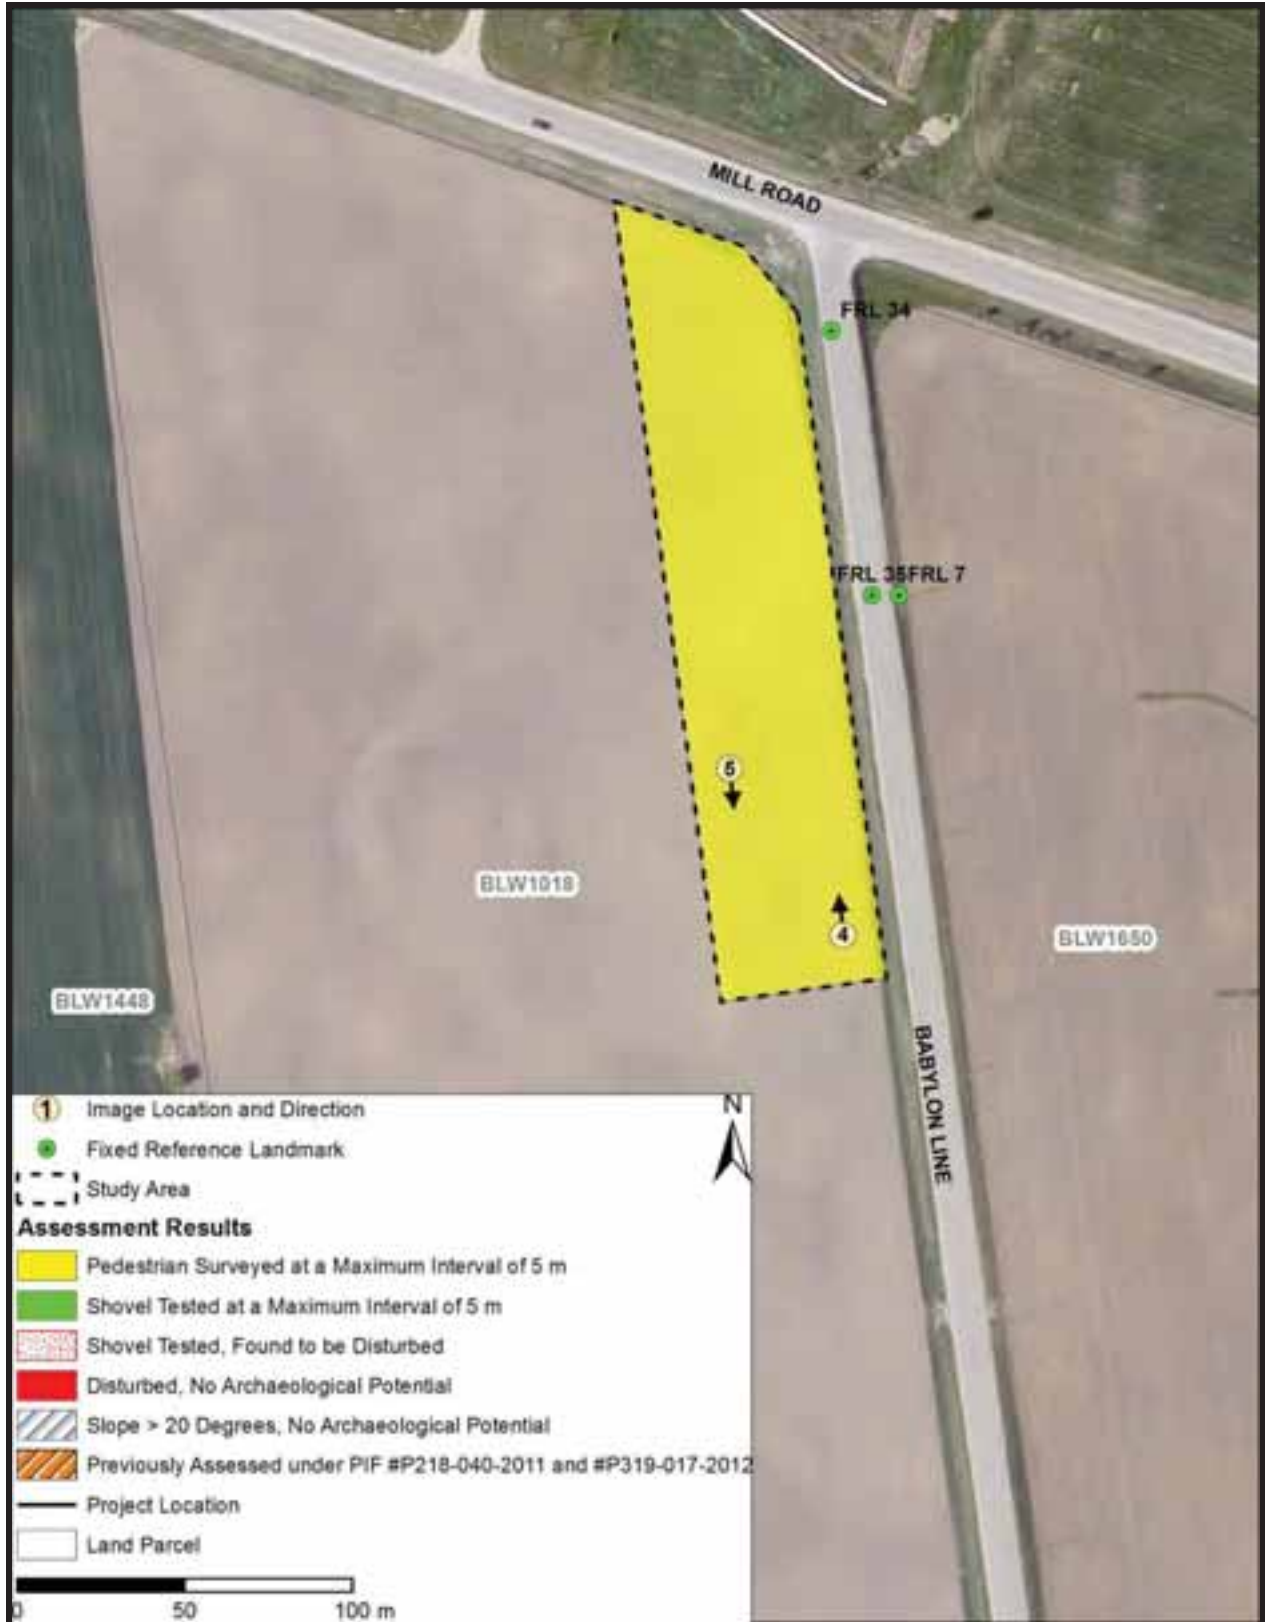 MILL ROAD
FRL 34
FRL 35 FRL 7
5
BLW1018
4
BLW1650
BLW1448
BABYLON LINE
1 Image Location and Direction
N
Fixed Reference Landmark
Study Area
Assessment Results
Pedestrian Surveyed at a Maximum Interval of 5 m
Shovel Tested at a Maximum Interval of 5 m
Shovel Tested, Found to be Disturbed
Disturbed, No Archaeological Potential
Slope > 20 Degrees, No Archaeological Potential
Previously Assessed under PIF #P218-040-2011 and #P319-017-2012
Project Location
Land Parcel
0 50 100 m